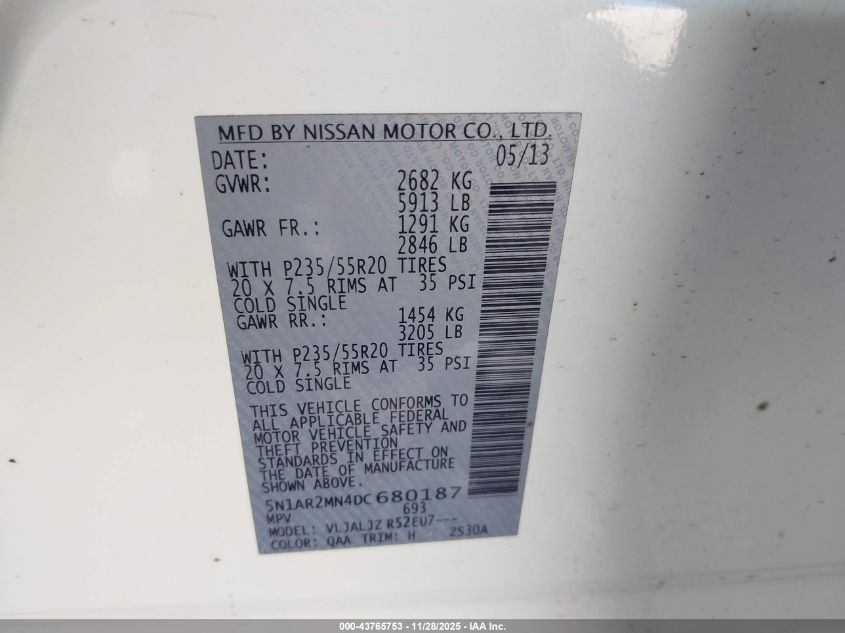 MFD BY NISSAN MOTOR CO., LTD.
DATE: 05/13
GVWR: 2682 KG
5913 LB
GAWR FR.: 1291 KG
2846 LB
WITH P235/55R20 TIRES
20 X 7.5 RIMS AT 35 PSI
COLD SINGLE
GAWR RR.: 1454 KG
3205 LB
WITH P235/55R20 TIRES
20 X 7.5 RIMS AT 35 PSI
COLD SINGLE
THIS VEHICLE CONFORMS TO
ALL APPLICABLE FEDERAL
MOTOR VEHICLE SAFETY AND
THEFT PREVENTION
STANDARDS IN EFFECT ON
THE DATE OF MANUFACTURE
SHOWN ABOVE.
5N1AR2MN4DC680187
MPV 693
MODEL: VLJALJZ R52EU7---
COLOR: QAA TRIM: H ZS30A
000-43765753 - 11/28/2025 - IAA Inc.